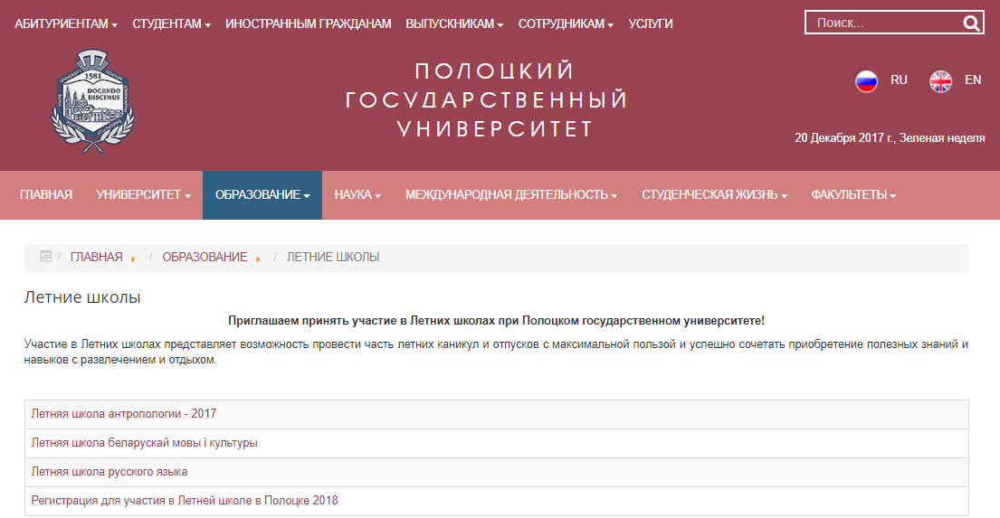 АБИТУРИЕНТАМ СТУДЕНТАМ ИНОСТРАННЫМ ГРАЖДАНАМ ВЫПУСКНИКАМ СОТРУДНИКАМ УСЛУГИ
Поиск...
1581
DOCENDO
DISCIMUS
ПОЛОЦКИЙ
ГОСУДАРСТВЕННЫЙ
УНИВЕРСИТЕТ
RU EN
20 Декабря 2017 г., Зеленая неделя
ГЛАВНАЯ УНИВЕРСИТЕТ ОБРАЗОВАНИЕ НАУКА МЕЖДУНАРОДНАЯ ДЕЯТЕЛЬНОСТЬ СТУДЕНЧЕСКАЯ ЖИЗНЬ ФАКУЛЬТЕТЫ
/ ГЛАВНАЯ / ОБРАЗОВАНИЕ / ЛЕТНИЕ ШКОЛЫ
Летние школы
Приглашаем принять участие в Летних школах при Полоцком государственном университете!
Участие в Летних школах представляет возможность провести часть летних каникул и отпусков с максимальной пользой и успешно сочетать приобретение полезных знаний и
навыков с развлечением и отдыхом.
Летняя школа антропологии - 2017
Летняя школа беларускай мовы і культуры
Летняя школа русского языка
Регистрация для участия в Летней школе в Полоцке 2018